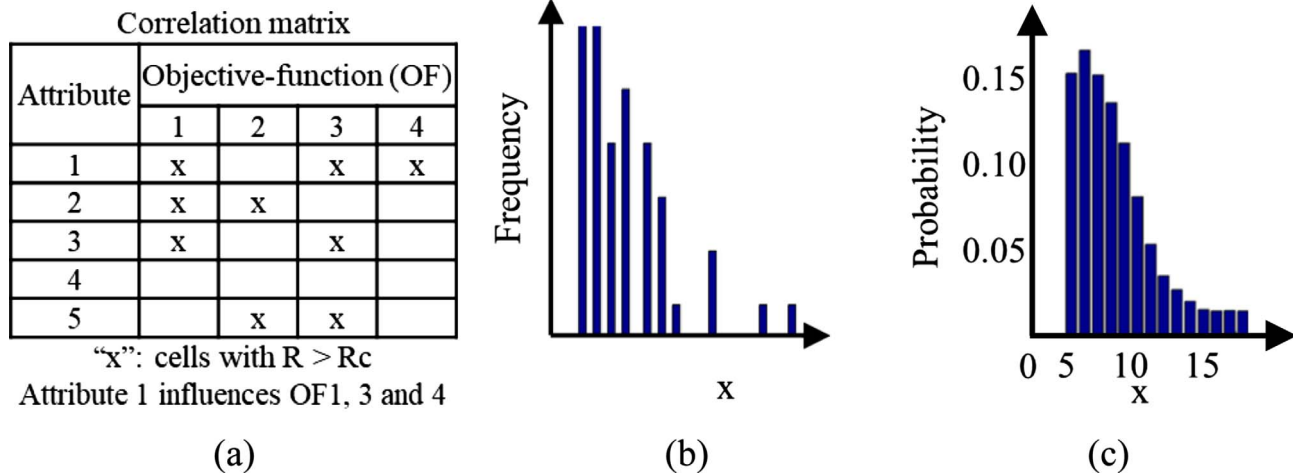 Correlation matrix
Attribute
Objective-function (OF)
1 2 3 4
1 x x x
2 x x
3 x x
4
5 x x
“x”: cells with R > Rc
Attribute 1 influences OF1, 3 and 4
(a)
Frequency
x
(b)
Probability
0.15
0.10
0.05
0 5 10 15
x
(c)